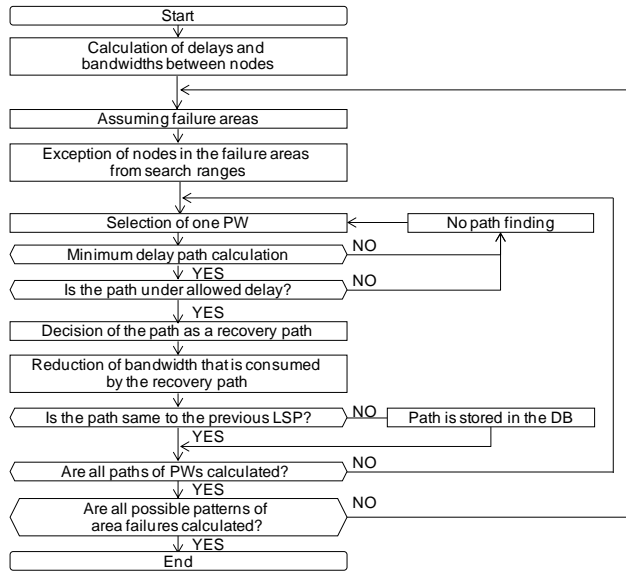 Start
Calculation of delays and
bandwidths between nodes
Assuming failure areas
Exception of nodes in the failure areas
from search ranges
Selection of one PW
No path finding
Minimum delay path calculation
NO
YES
Is the path under allowed delay?
NO
YES
Decision of the path as a recovery path
Reduction of bandwidth that is consumed
by the recovery path
Is the path same to the previous LSP?
NO
Path is stored in the DB
YES
Are all paths of PWs calculated?
NO
YES
Are all possible patterns of
area failures calculated?
NO
YES
End